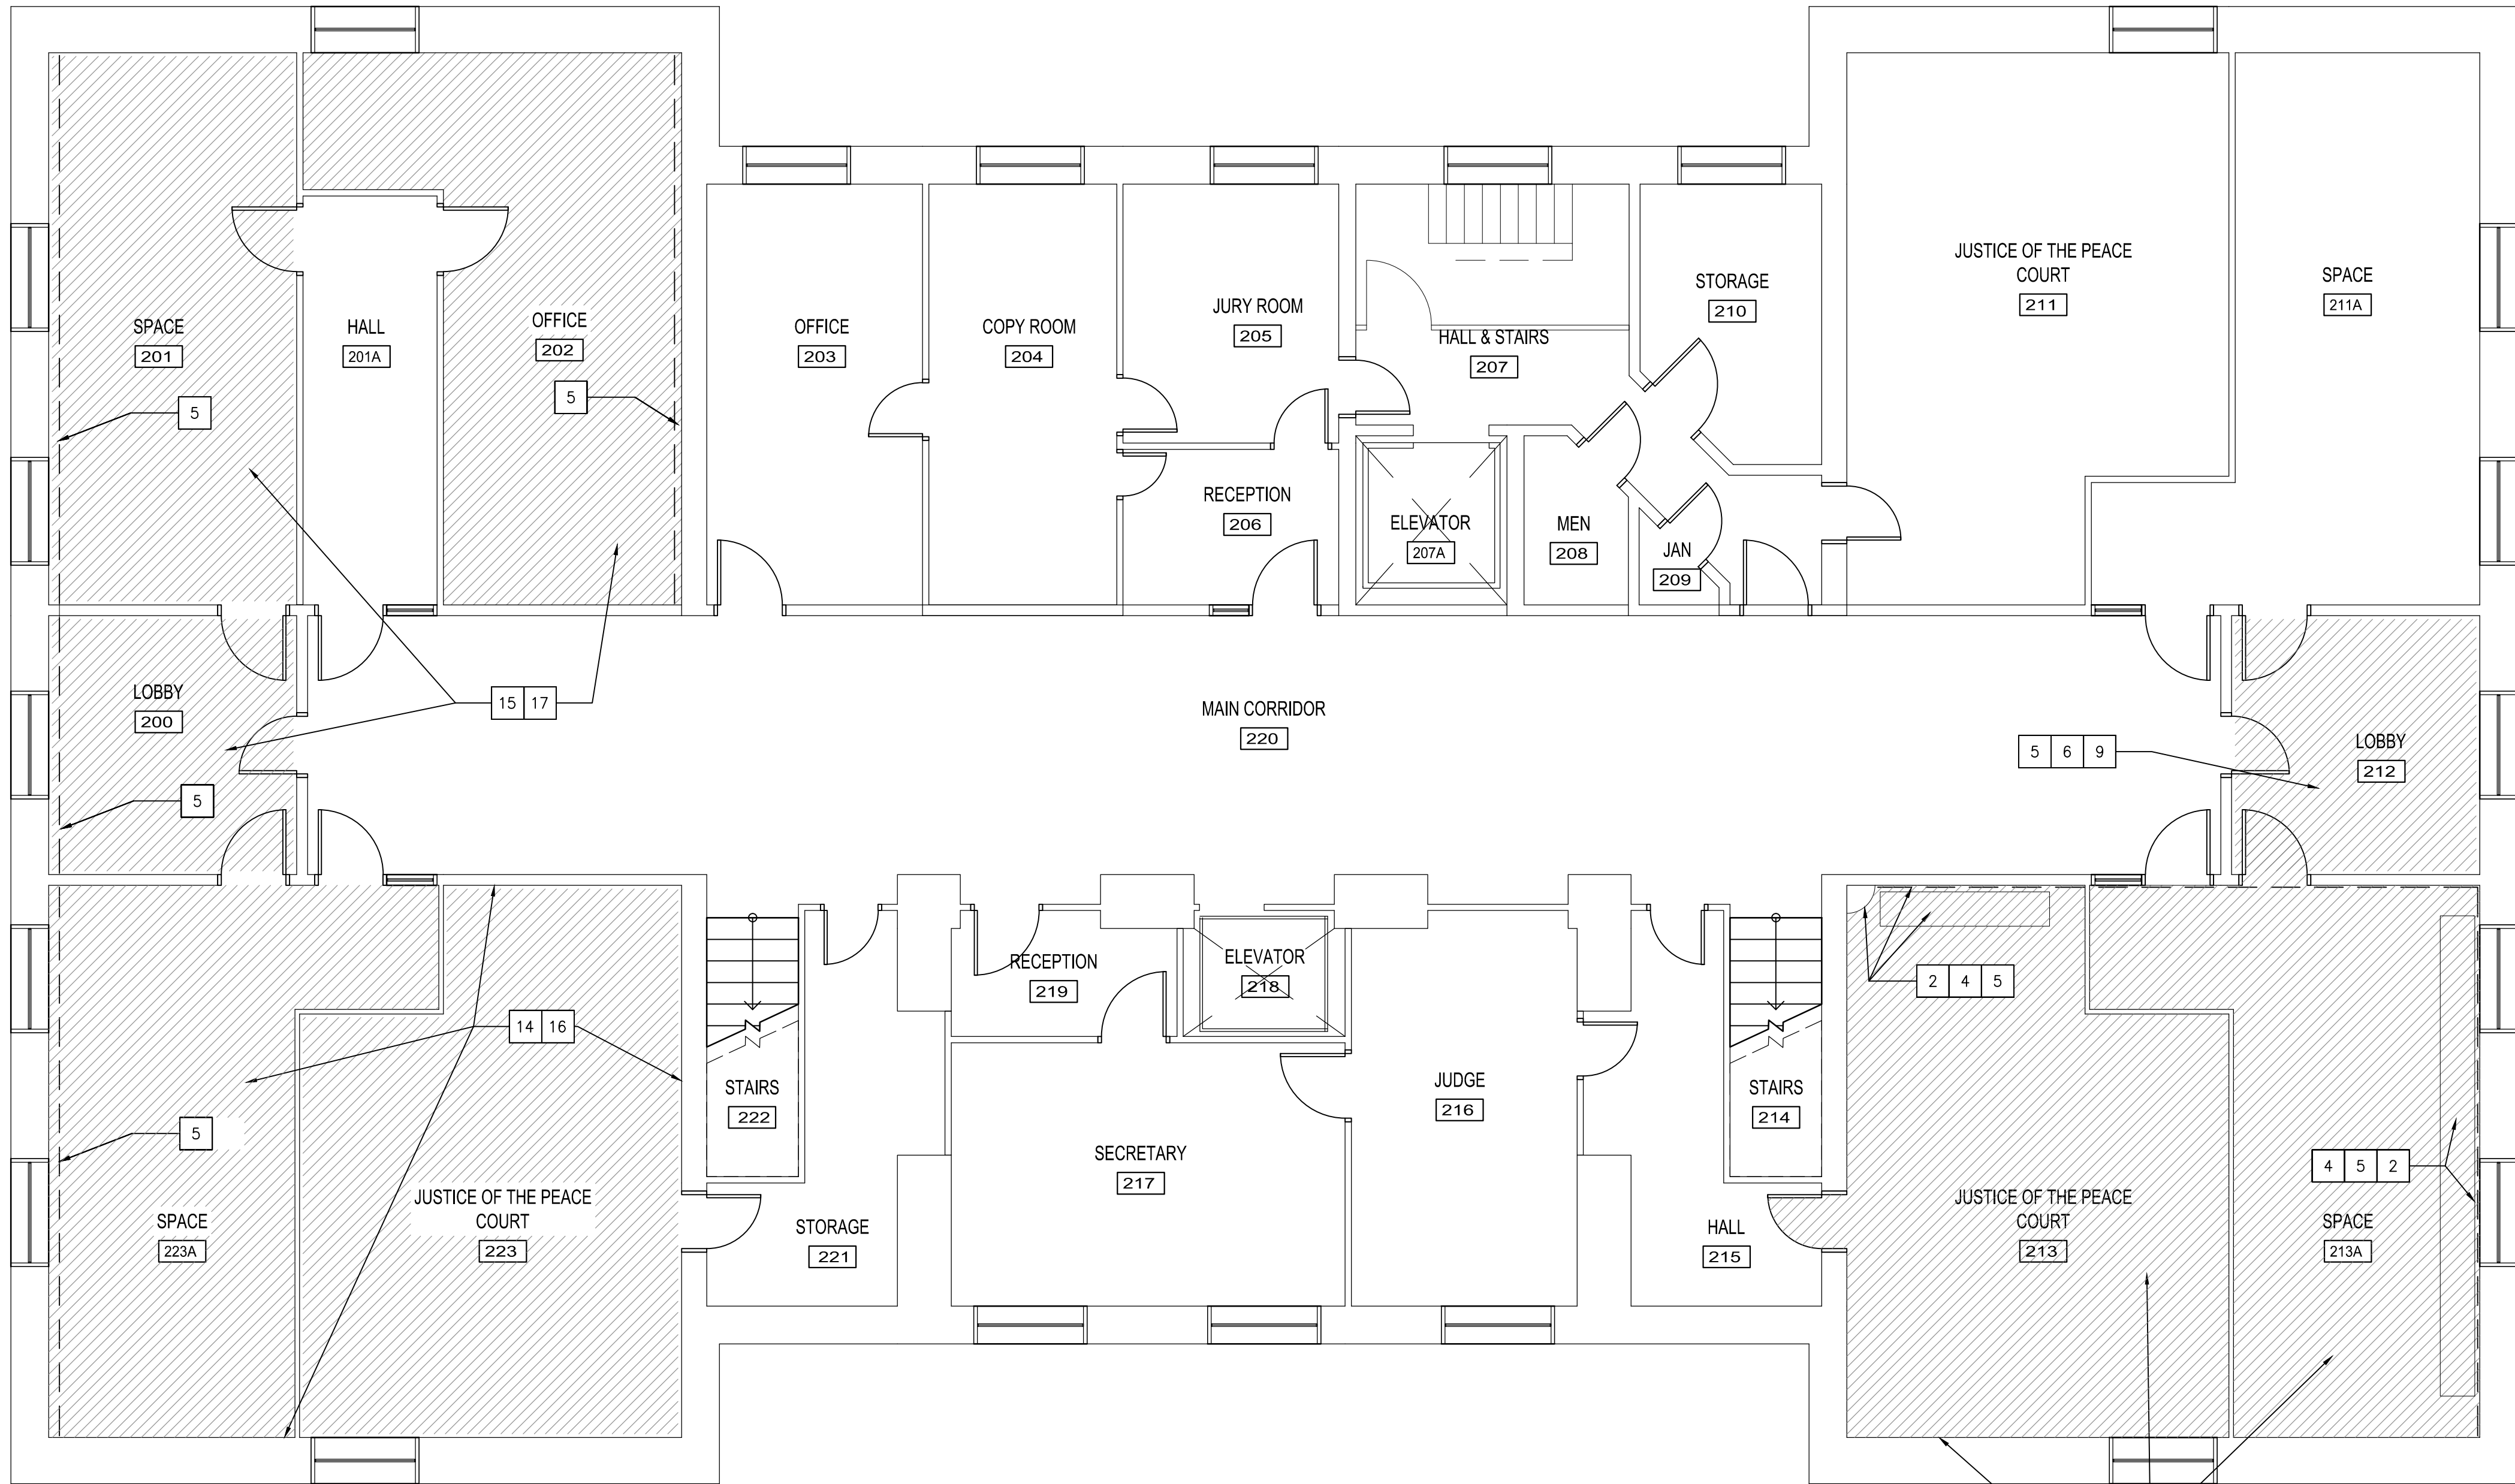 SPACE
201
HALL
201A
OFFICE
202
5
5
OFFICE
203
COPY ROOM
204
JURY ROOM
205
RECEPTION
206
HALL & STAIRS
207
ELEVATOR
207A
MEN
208
JAN
209
STORAGE
210
JUSTICE OF THE PEACE
COURT
211
SPACE
211A
LOBBY
200
15 17
5
MAIN CORRIDOR
220
5 6 9
LOBBY
212
14 16
5
SPACE
223A
JUSTICE OF THE PEACE
COURT
223
STAIRS
222
STORAGE
221
RECEPTION
219
ELEVATOR
218
SECRETARY
217
JUDGE
216
STAIRS
214
HALL
215
2 4 5
JUSTICE OF THE PEACE
COURT
213
4 5 2
SPACE
213A